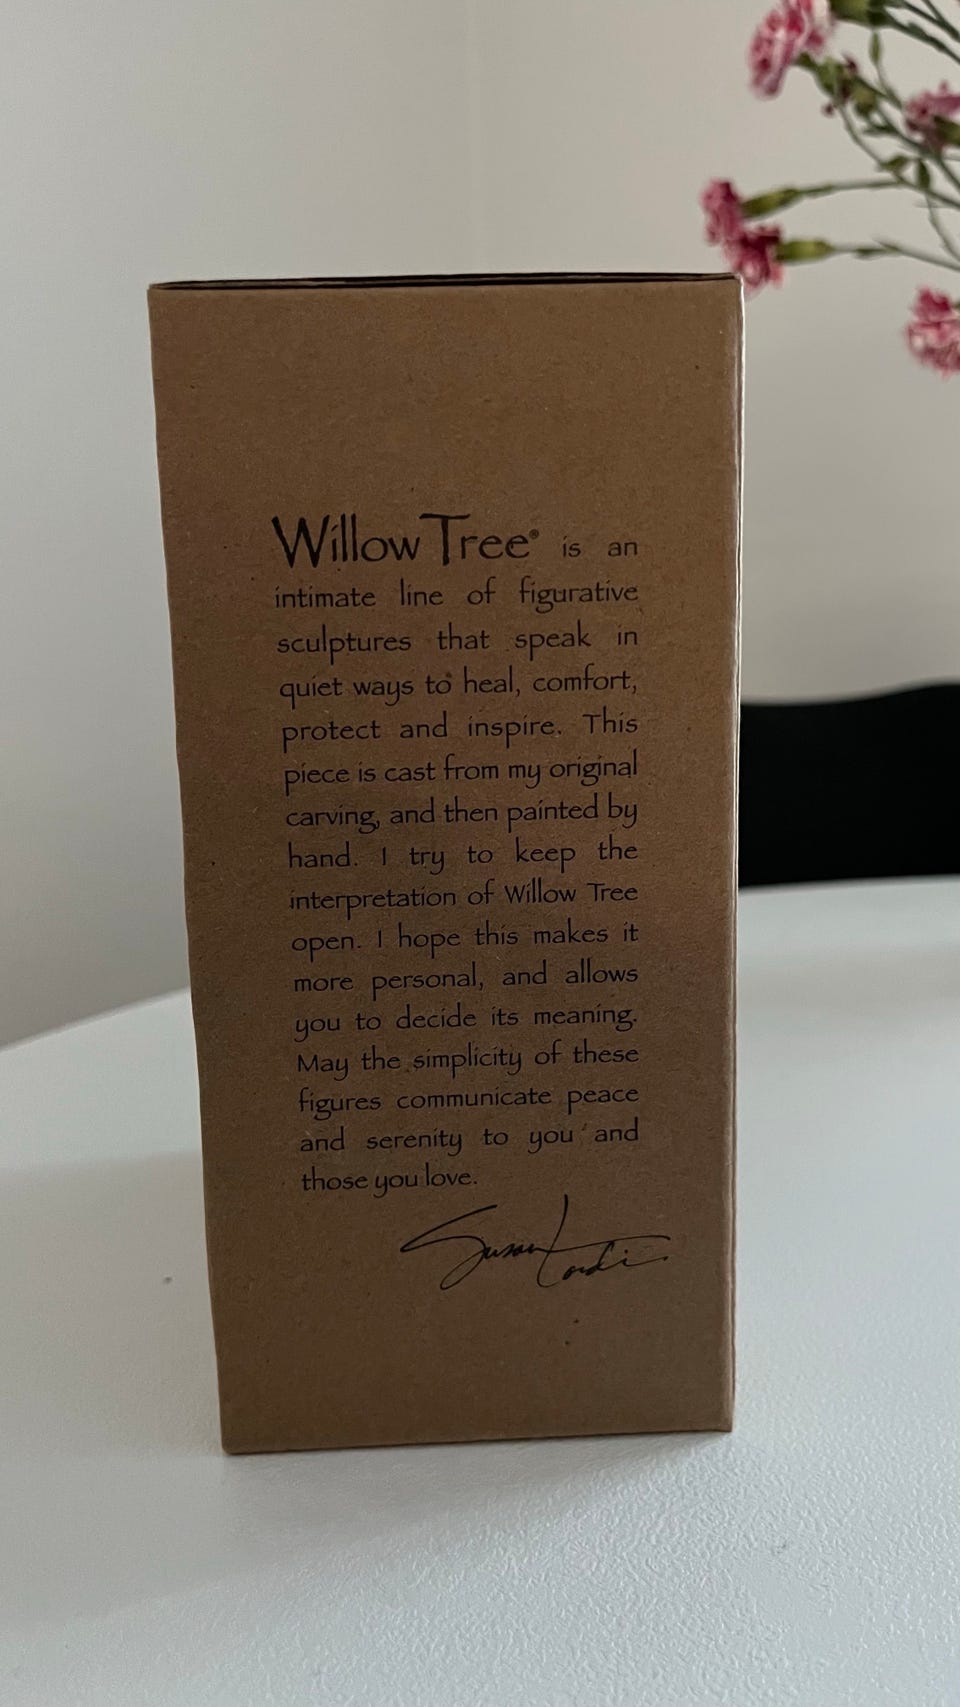 Willow Tree® is an
intimate line of figurative
sculptures that speak in
quiet ways to heal, comfort,
protect and inspire. This
piece is cast from my original
carving, and then painted by
hand. I try to keep the
interpretation of Willow Tree
open. I hope this makes it
more personal, and allows
you to decide its meaning.
May the simplicity of these
figures communicate peace
and serenity to you and
those you love.
Susan Lordi